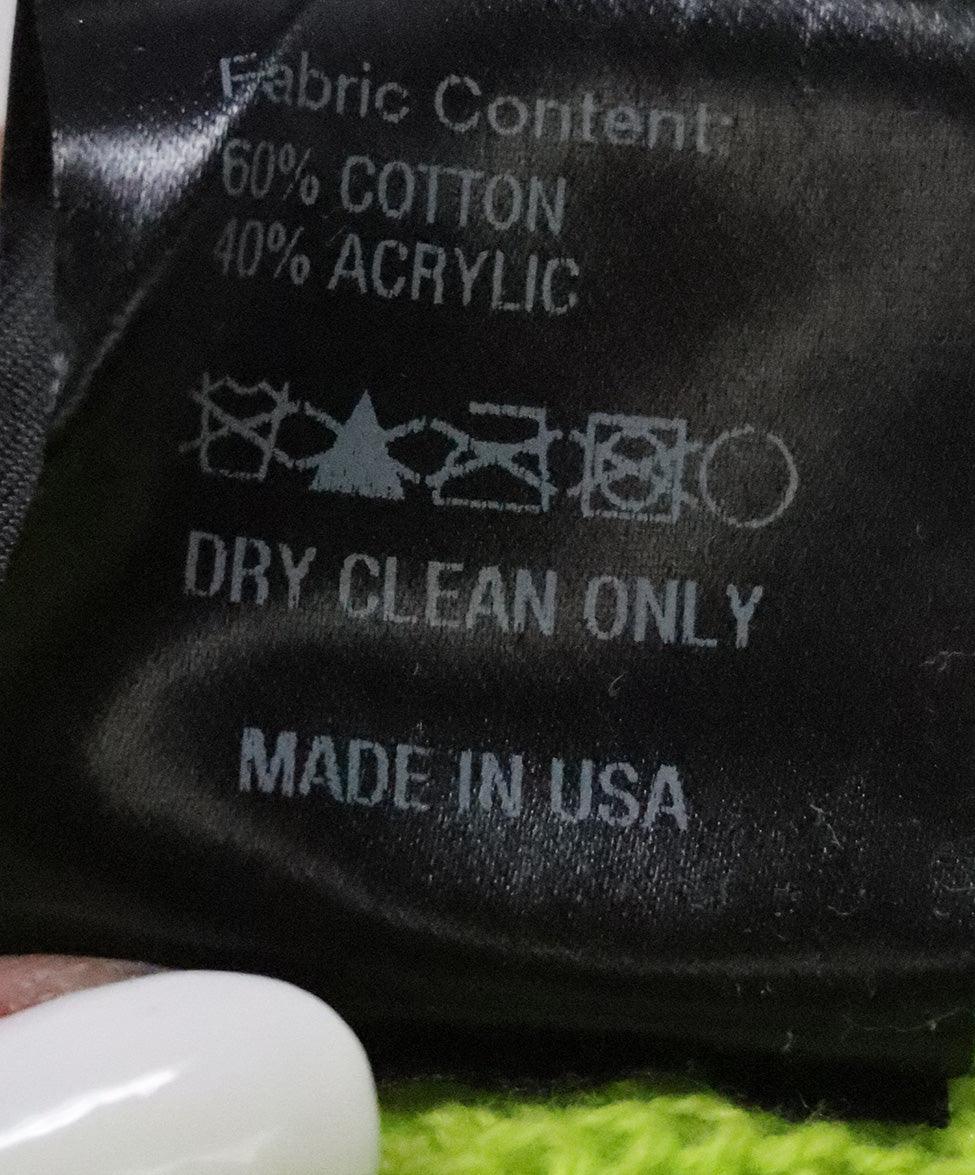 Fabric Content:
60% COTTON
40% ACRYLIC
DRY CLEAN ONLY
MADE IN USA